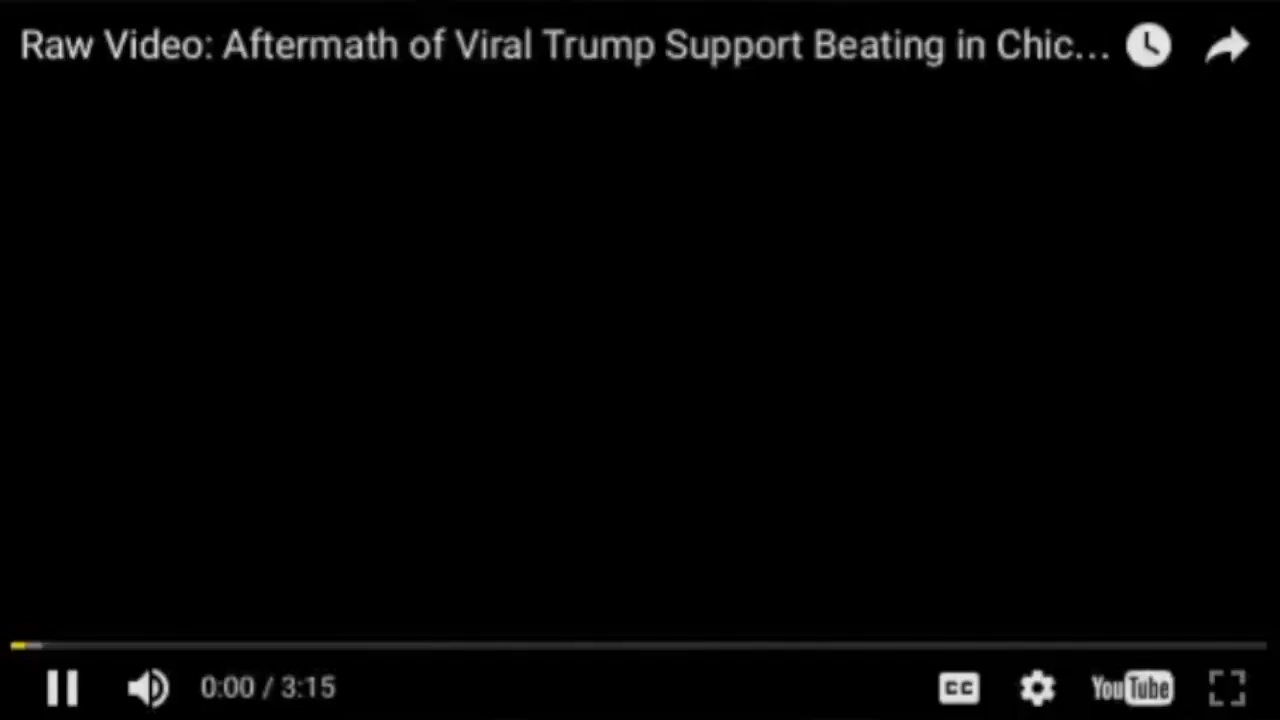 Raw Video: Aftermath of Viral Trump Support Beating in Chic...
0:00 / 3:15
CC
YouTube